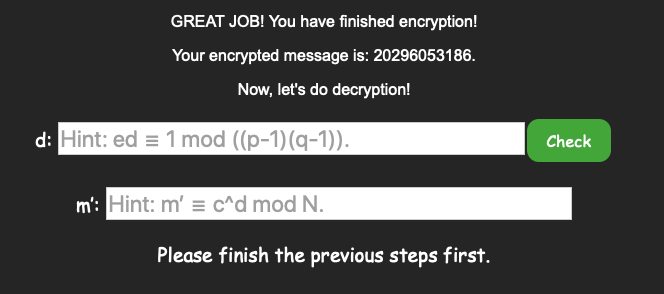 GREAT JOB! You have finished encryption!
Your encrypted message is: 20296053186.
Now, let's do decryption!
d: Hint: ed ≡ 1 mod ((p-1)(q-1)). Check
m′: Hint: m′ ≡ c^d mod N.
Please finish the previous steps first.